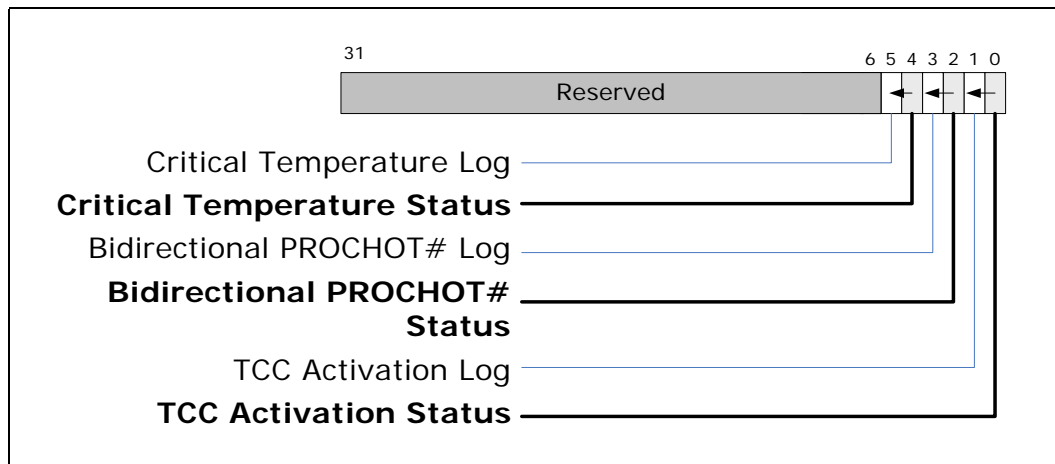 31
6 5 4 3 2 1 0
Reserved
Critical Temperature Log
Critical Temperature Status
Bidirectional PROCHOT# Log
Bidirectional PROCHOT#
Status
TCC Activation Log
TCC Activation Status